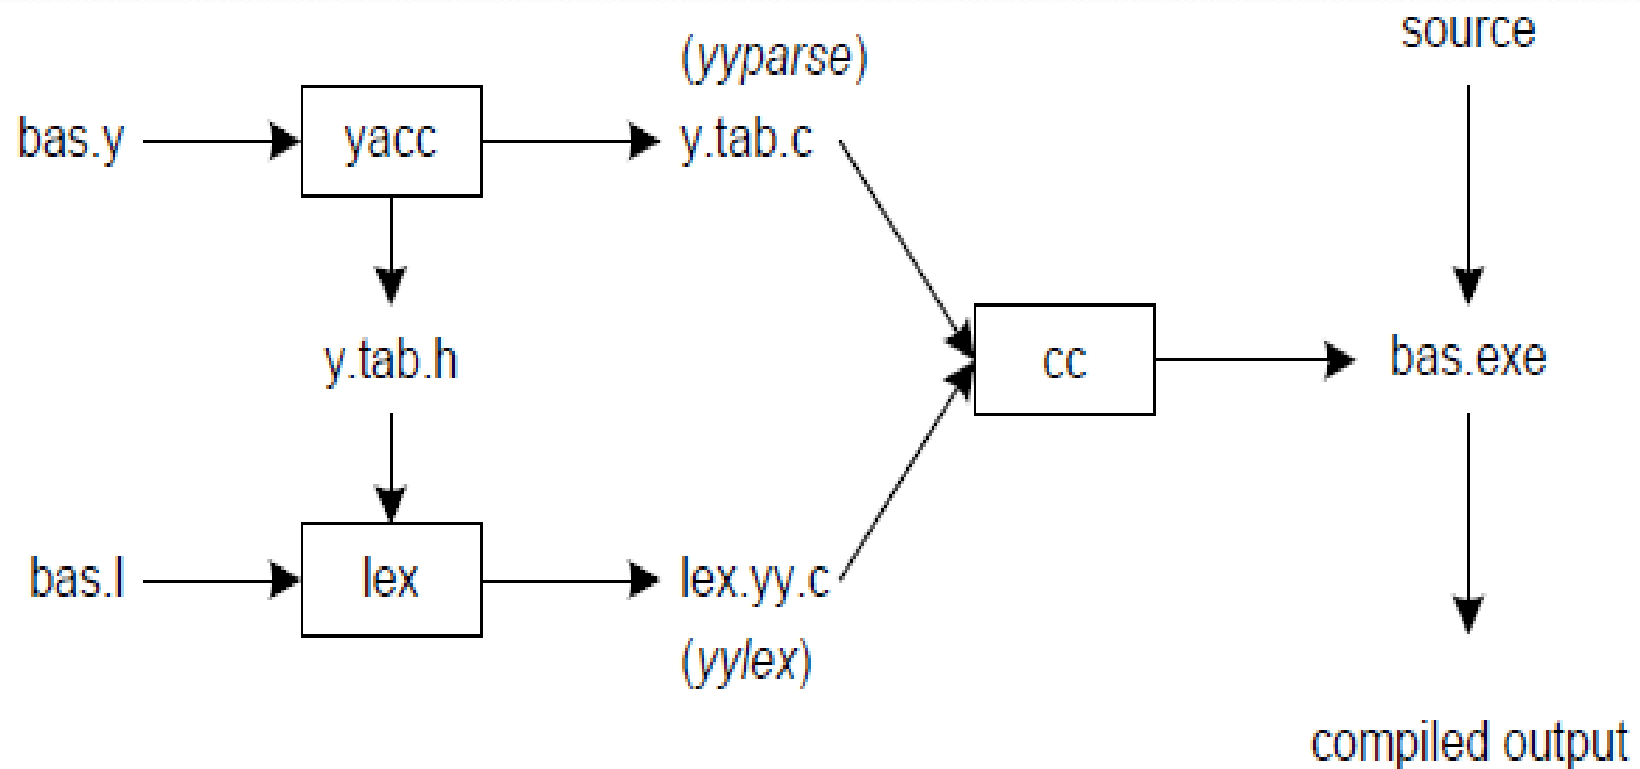 source
(yyparse)
bas.y
yacc
y.tab.c
y.tab.h
cc
bas.exe
bas.l
lex
lex.yy.c
(yylex)
compiled output